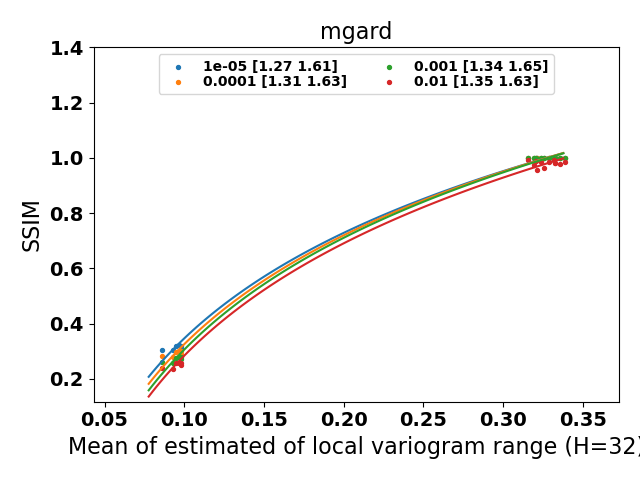 mgard
1e-05 [1.27 1.61]
0.0001 [1.31 1.63]
0.001 [1.34 1.65]
0.01 [1.35 1.63]
SSIM
1.4
1.2
1.0
0.8
0.6
0.4
0.2
0.05 0.10 0.15 0.20 0.25 0.30 0.35
Mean of estimated of local variogram range (H=32)